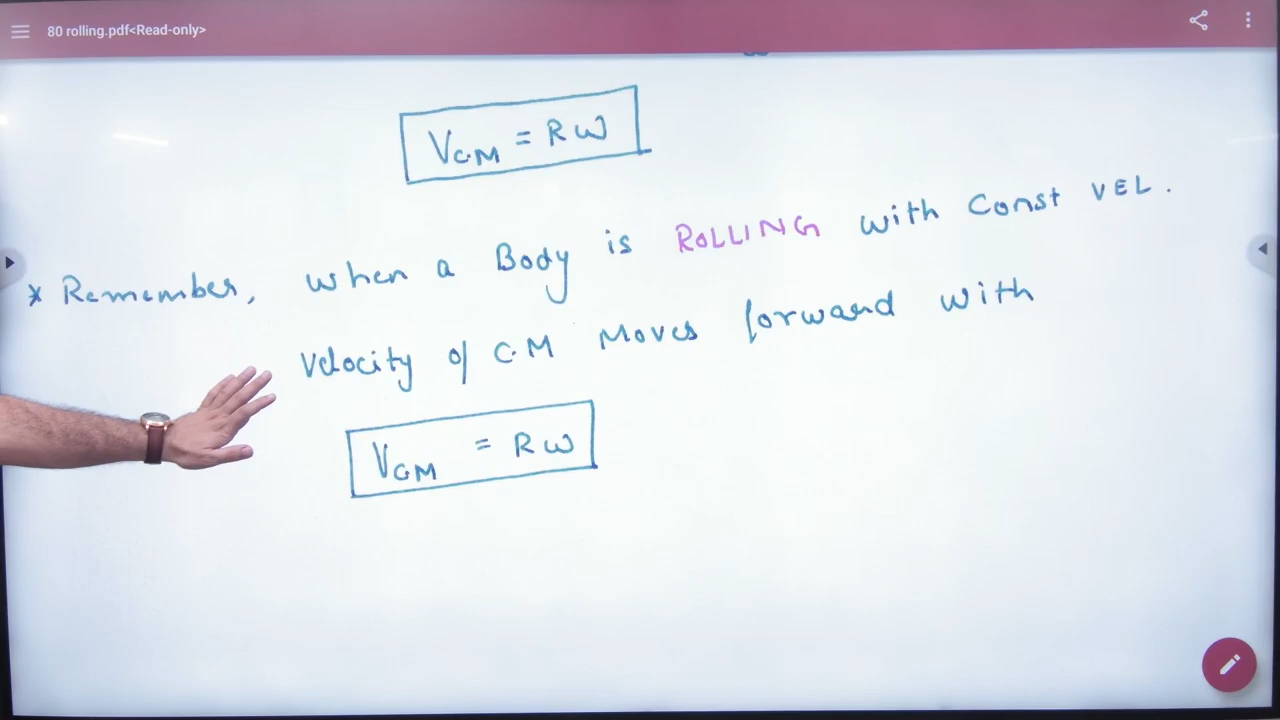 80 rolling.pdf<Read-only>
VCM = Rω
* Remember, when a Body is ROLLING with Const VEL.
Velocity of C.M Moves forward with
VCM = Rω